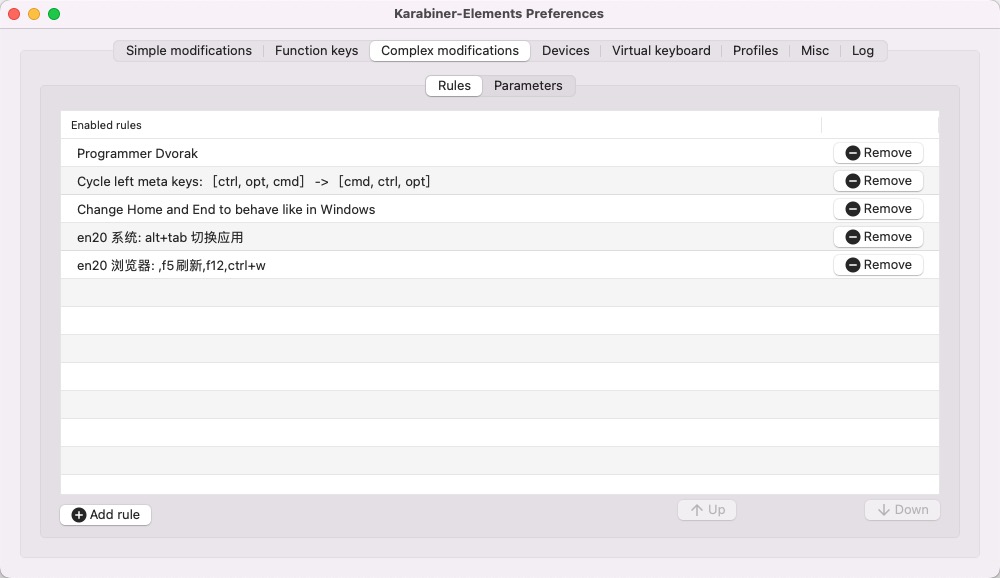 Karabiner-Elements Preferences
Simple modifications Function keys Complex modifications Devices Virtual keyboard Profiles Misc Log
Rules Parameters
Enabled rules
Programmer Dvorak Remove
Cycle left meta keys: [ctrl, opt, cmd] -> [cmd, ctrl, opt] Remove
Change Home and End to behave like in Windows Remove
en20 系统: alt+tab 切换应用 Remove
en20 浏览器: ,f5刷新,f12,ctrl+w Remove
Add rule Up Down